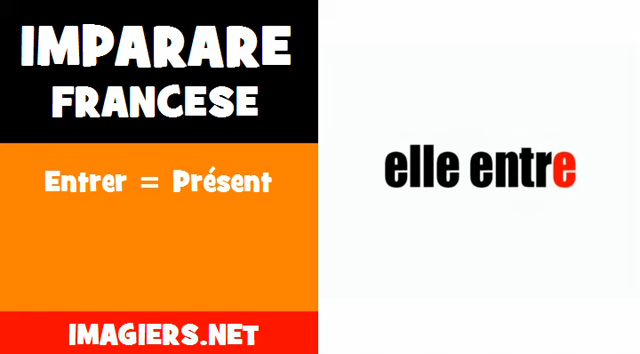 IMPARARE
FRANCESE
Entrer = Présent
elle entre
IMAGIERS.NET